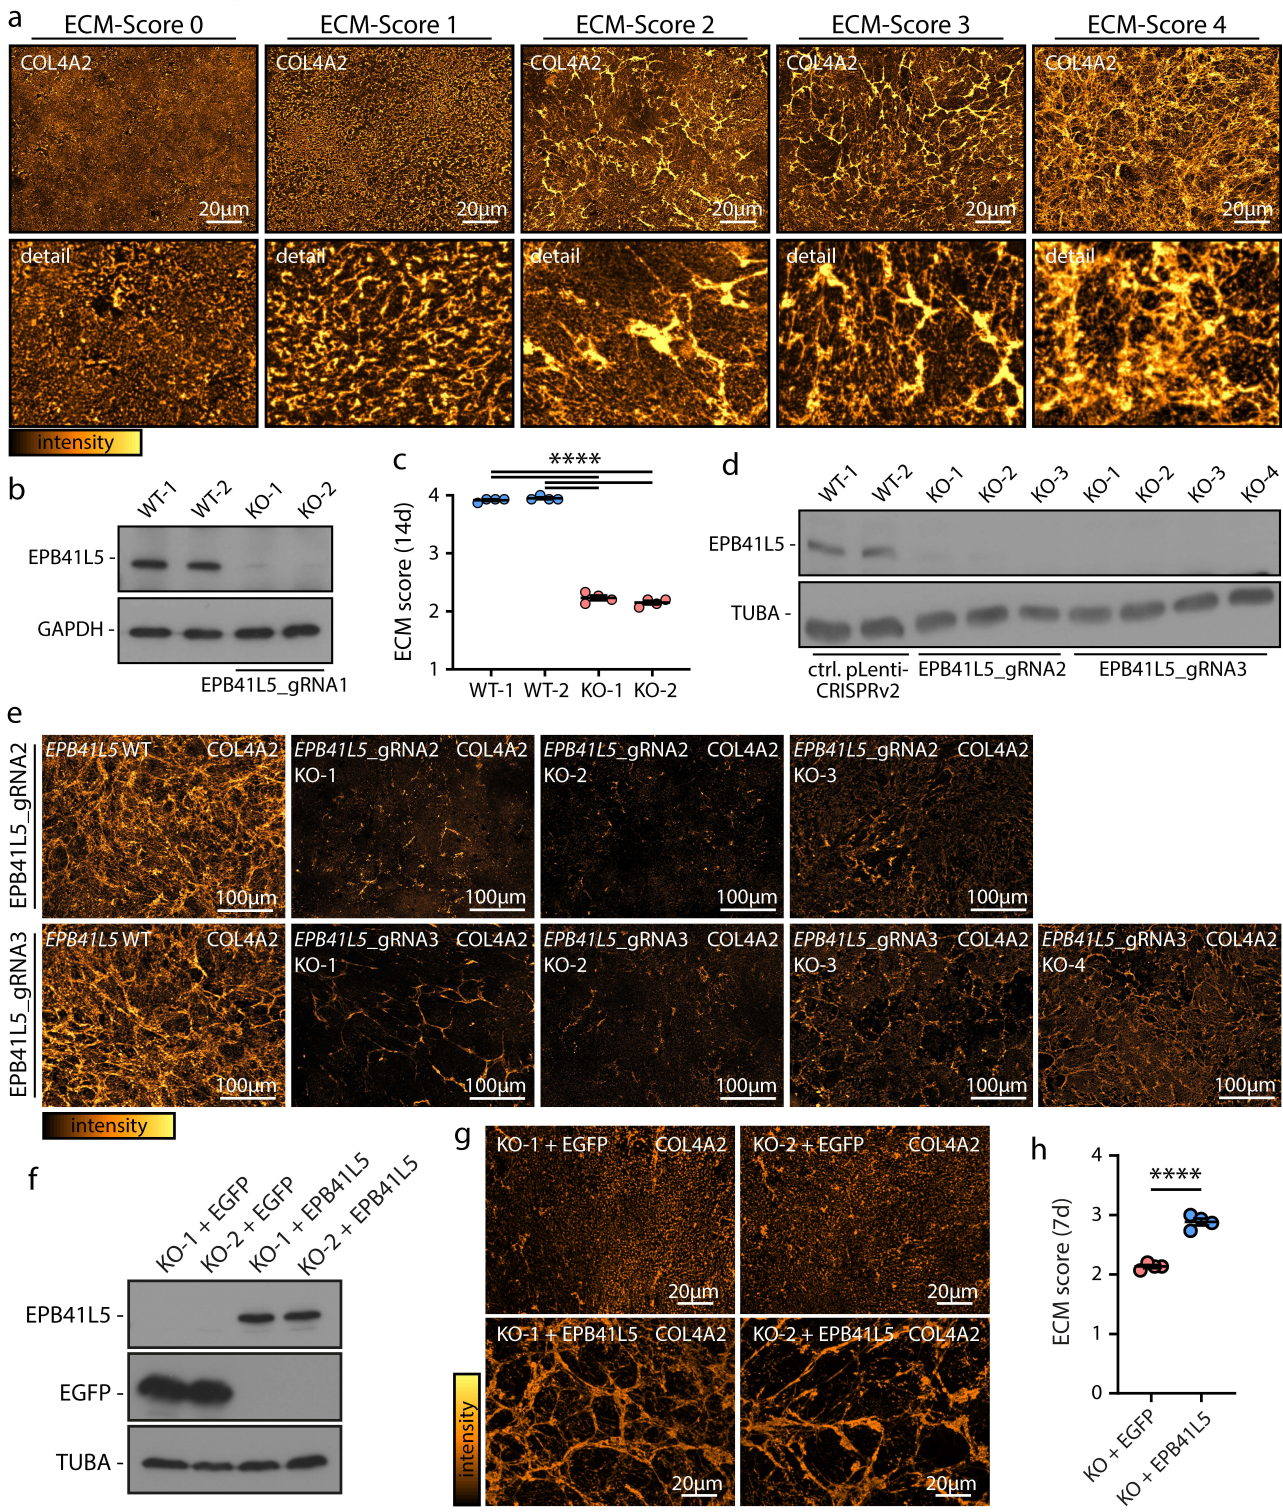 a
ECM-Score 0 ECM-Score 1 ECM-Score 2 ECM-Score 3 ECM-Score 4
COL4A2 COL4A2 COL4A2 COL4A2 COL4A2
20µm 20µm 20µm 20µm 20µm
detail detail detail detail detail
intensity
b
WT-1 WT-2 KO-1 KO-2
EPB41L5 -
GAPDH -
EPB41L5_gRNA1
c
****
ECM score (14d)
4
3
2
1
WT-1 WT-2 KO-1 KO-2
d
WT-1 WT-2 KO-1 KO-2 KO-3 KO-1 KO-2 KO-3 KO-4
EPB41L5 -
TUBA -
ctrl. pLenti-
CRISPRv2
EPB41L5_gRNA2 EPB41L5_gRNA3
e
EPB41L5_gRNA2
EPB41L5 WT COL4A2 EPB41L5_gRNA2 COL4A2 EPB41L5_gRNA2 COL4A2 EPB41L5_gRNA2 COL4A2
KO-1 KO-2 KO-3
100µm 100µm 100µm 100µm
EPB41L5_gRNA3
EPB41L5 WT COL4A2 EPB41L5_gRNA3 COL4A2 EPB41L5_gRNA3 COL4A2 EPB41L5_gRNA3 COL4A2 EPB41L5_gRNA3 COL4A2
KO-1 KO-2 KO-3 KO-4
100µm 100µm 100µm 100µm 100µm
intensity
f
KO-1 + EGFP KO-2 + EGFP KO-1 + EPB41L5 KO-2 + EPB41L5
EPB41L5 -
EGFP -
TUBA -
g
KO-1 + EGFP COL4A2 KO-2 + EGFP COL4A2
20µm 20µm
KO-1 + EPB41L5 COL4A2 KO-2 + EPB41L5 COL4A2
20µm 20µm
intensity
h
****
ECM score (7d)
4
3
2
1
0
KO + EGFP KO + EPB41L5